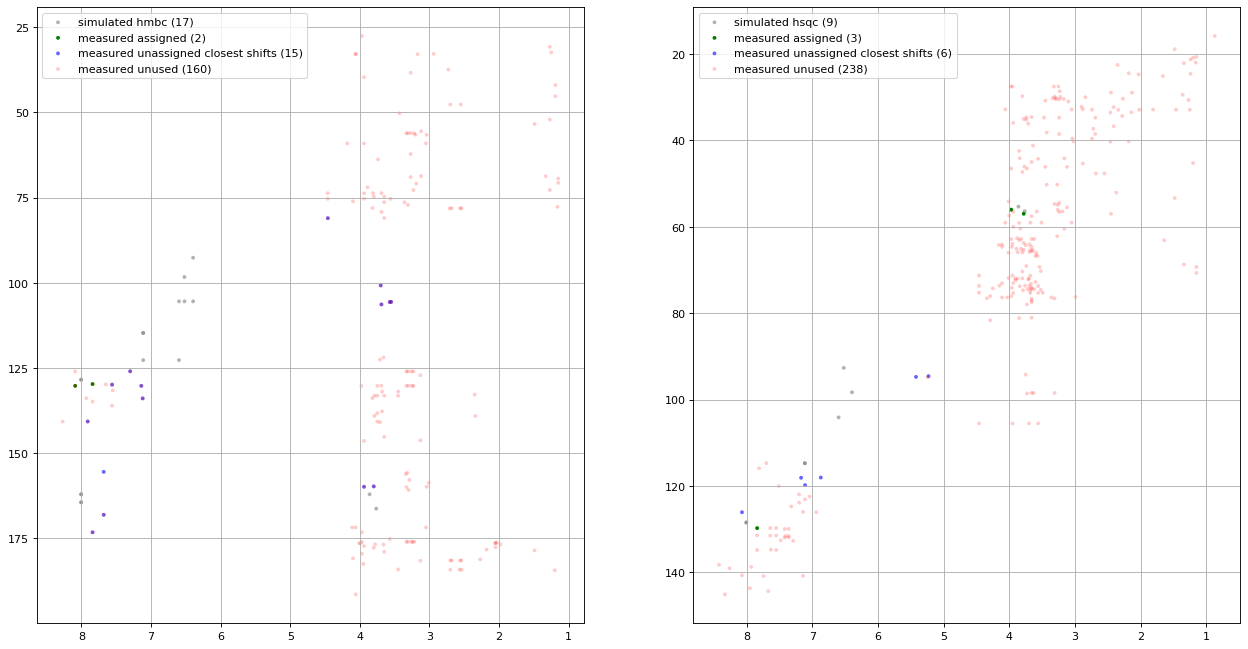 simulated hmbc (17)
measured assigned (2)
measured unassigned closest shifts (15)
measured unused (160)
25
50
75
100
125
150
175
8 7 6 5 4 3 2 1
simulated hsqc (9)
measured assigned (3)
measured unassigned closest shifts (6)
measured unused (238)
20
40
60
80
100
120
140
8 7 6 5 4 3 2 1